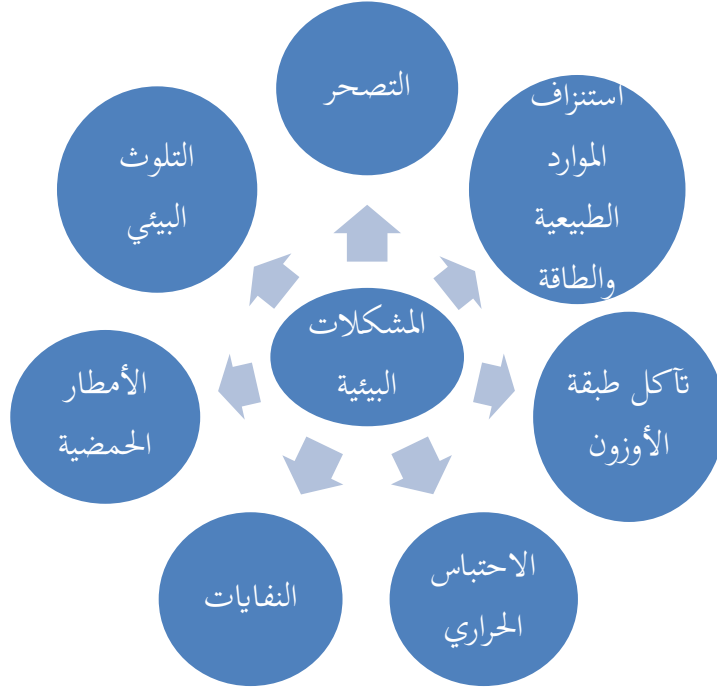 التصحر
استنزاف
الموارد
الطبيعية
والطاقة
التلوث
البيئي
المشكلات
البيئية
تآكل طبقة
الأوزون
الأمطار
الحمضية
الاحتباس
الحراري
النفايات